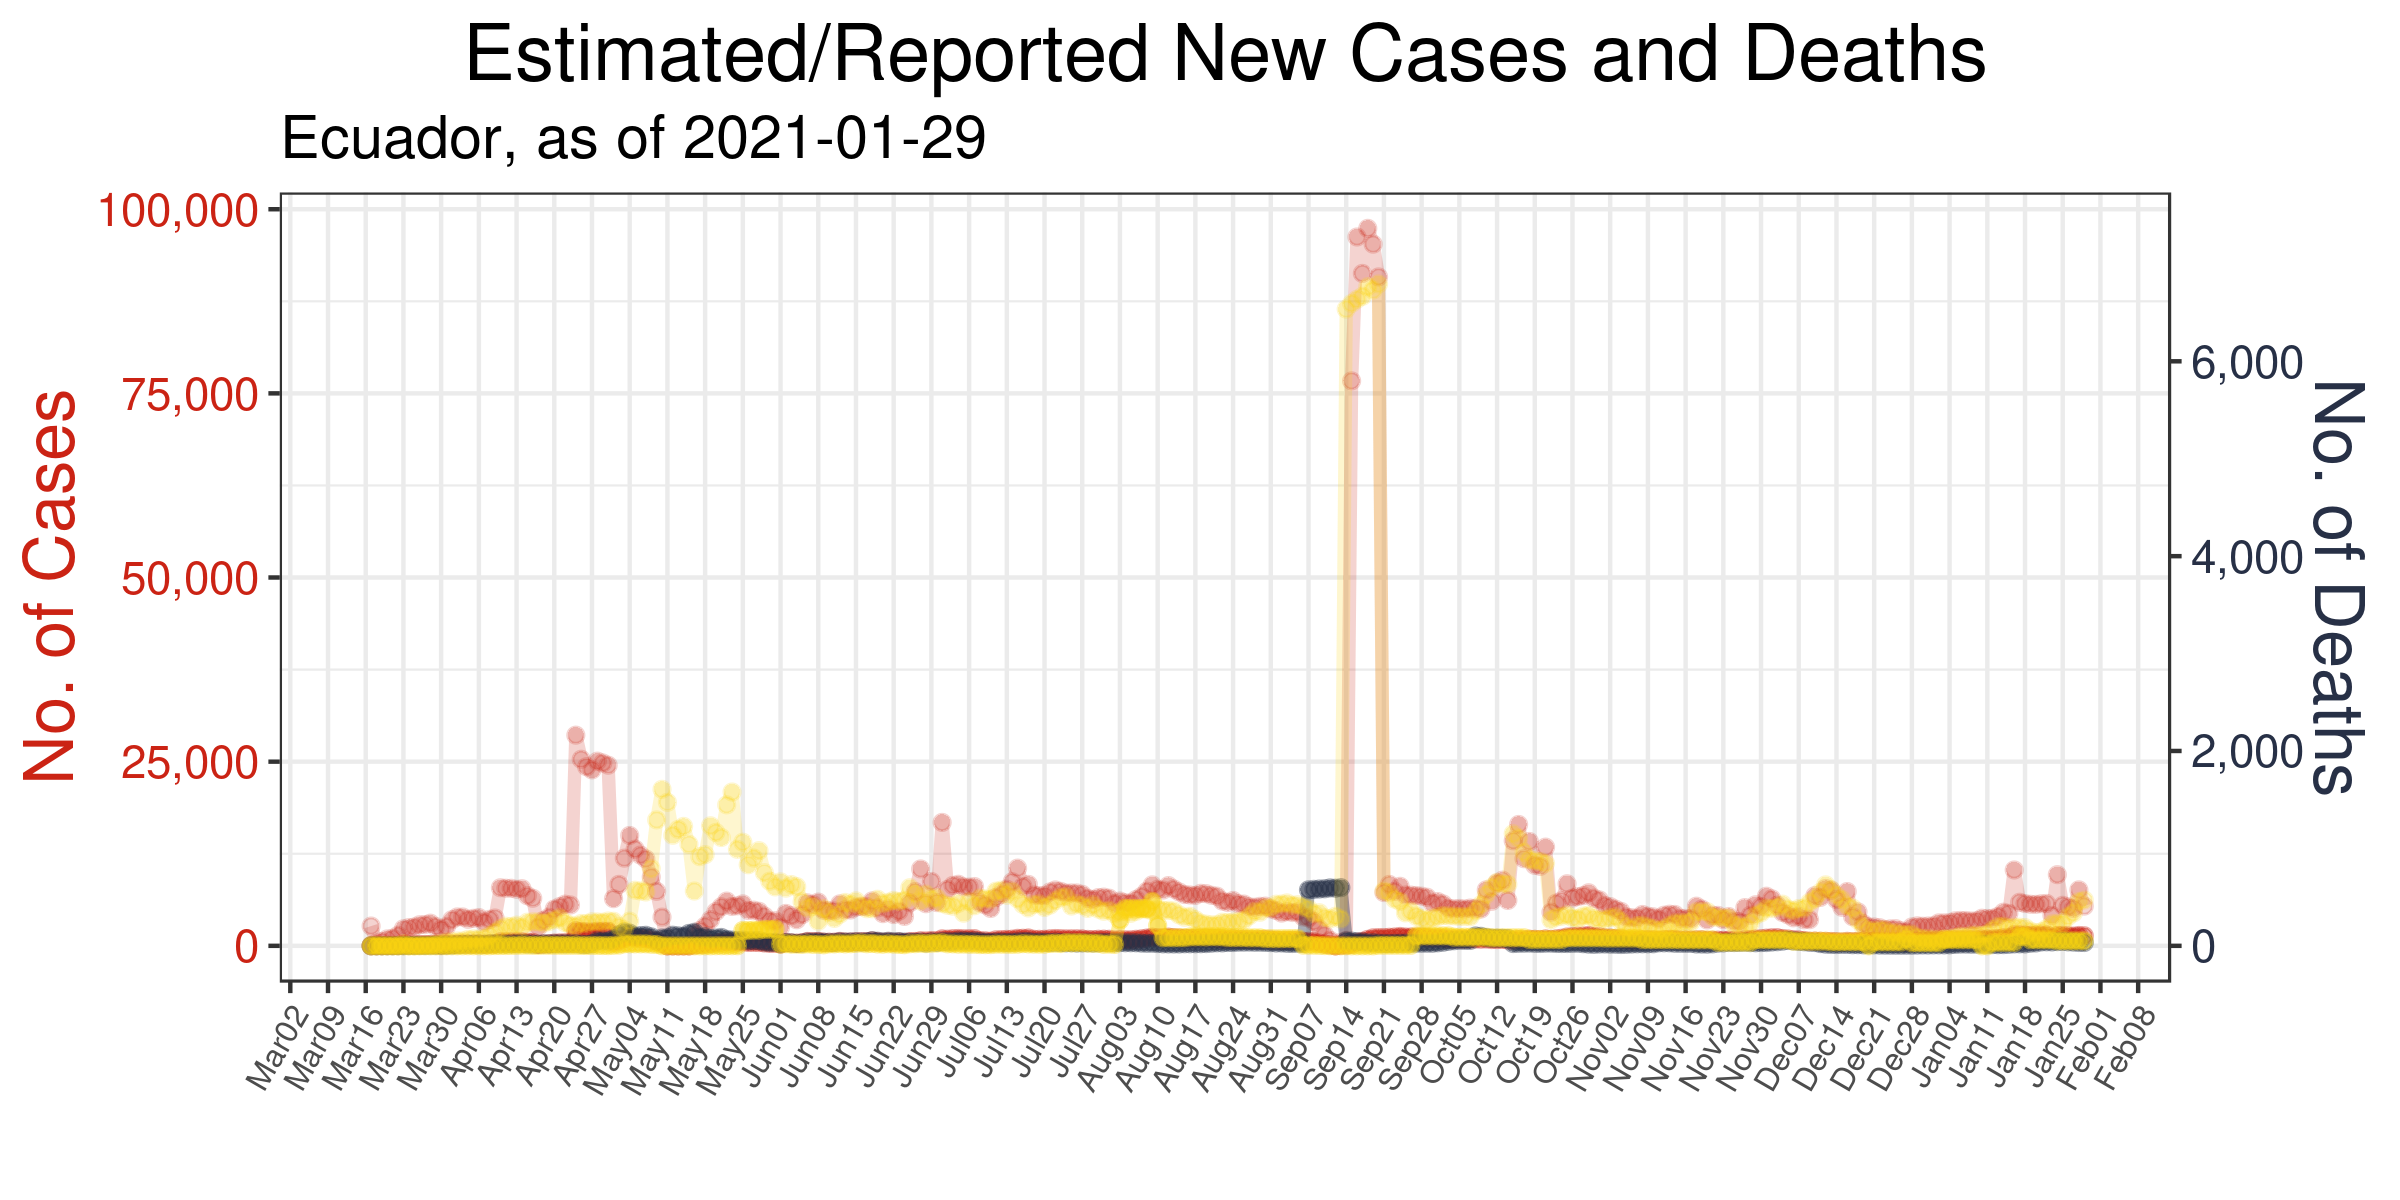 Estimated/Reported New Cases and Deaths
Ecuador, as of 2021-01-29
No. of Cases
100,000
75,000
50,000
25,000
0
6,000
4,000
2,000
0
No. of Deaths
Mar02
Mar09
Mar16
Mar23
Mar30
Apr06
Apr13
Apr20
Apr27
May04
May11
May18
May25
Jun01
Jun08
Jun15
Jun22
Jun29
Jul06
Jul13
Jul20
Jul27
Aug03
Aug10
Aug17
Aug24
Aug31
Sep07
Sep14
Sep21
Sep28
Oct05
Oct12
Oct19
Oct26
Nov02
Nov09
Nov16
Nov23
Nov30
Dec07
Dec14
Dec21
Dec28
Jan04
Jan11
Jan18
Jan25
Feb01
Feb08